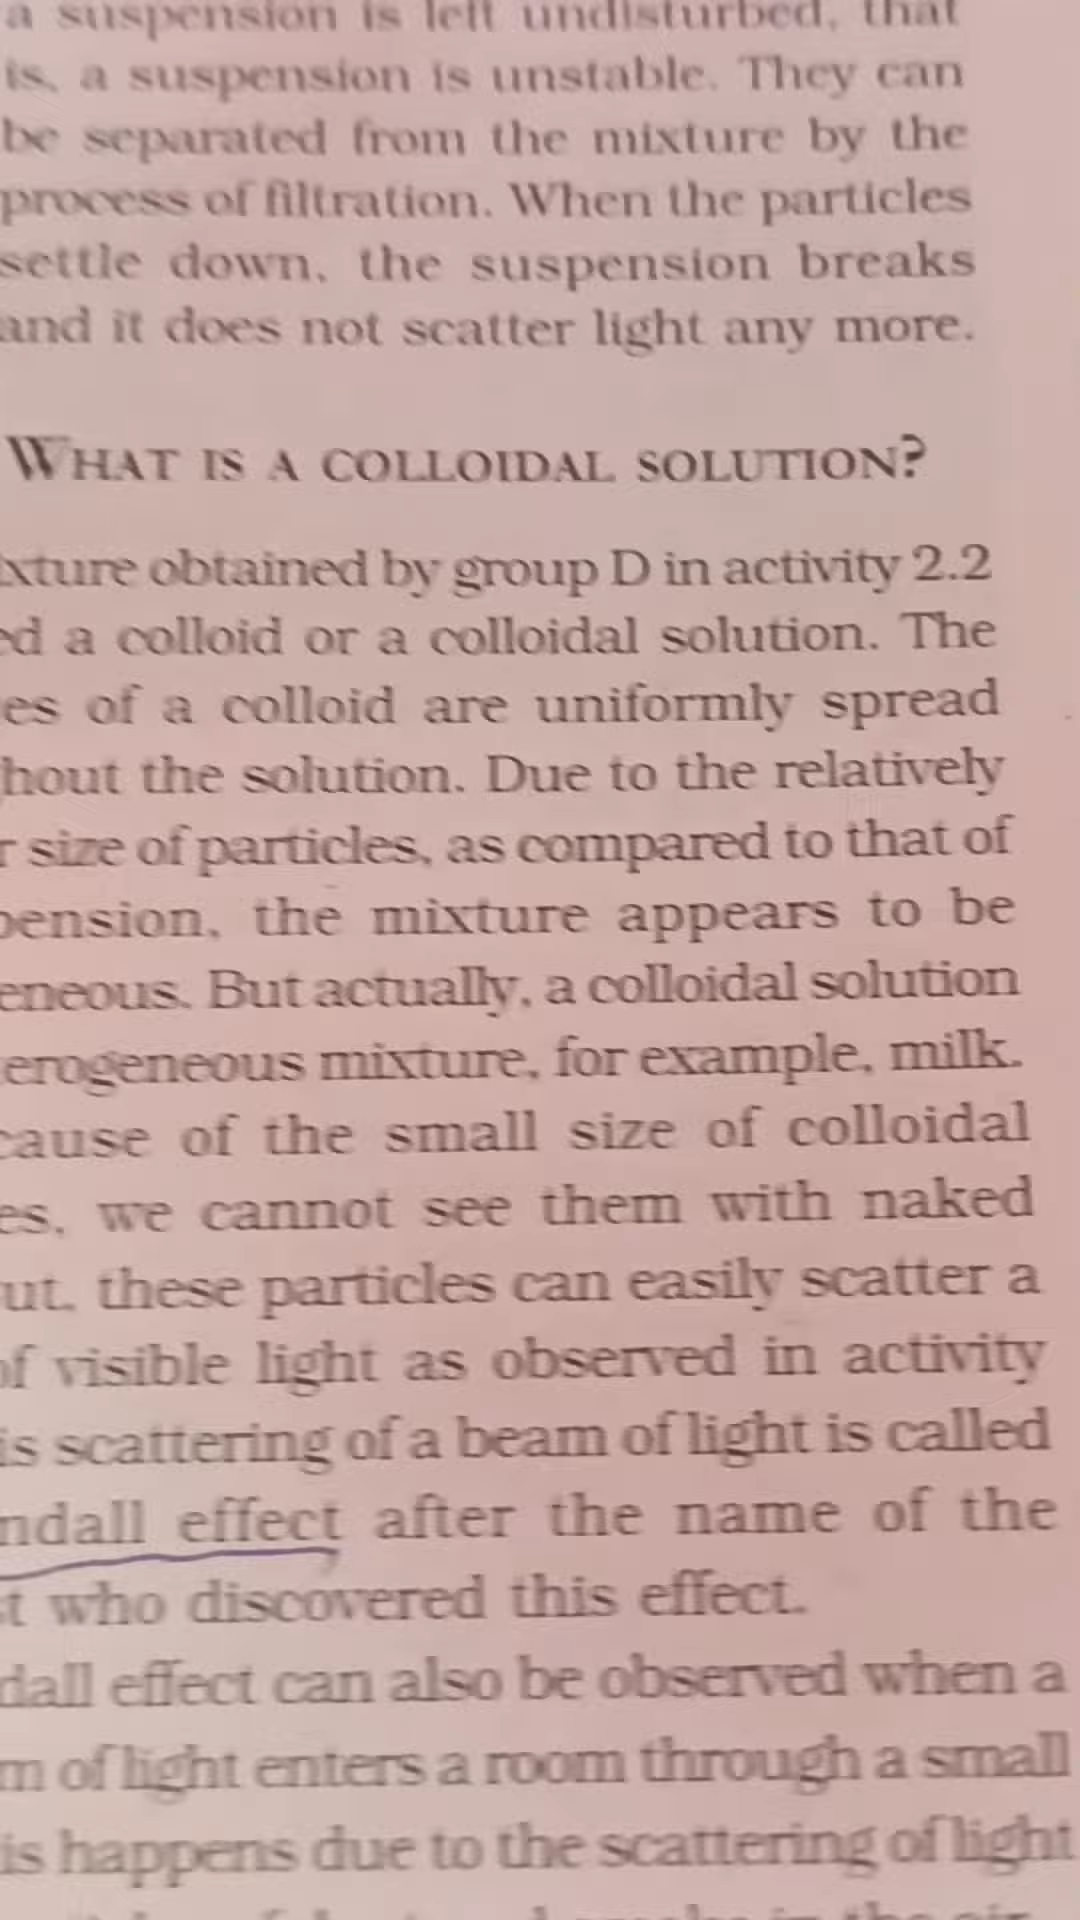 a suspension is left undisturbed, that
is, a suspension is unstable. They can
be separated from the mixture by the
process of filtration. When the particles
settle down, the suspension breaks
and it does not scatter light any more.
WHAT IS A COLLOIDAL SOLUTION?
xture obtained by group D in activity 2.2
ed a colloid or a colloidal solution. The
es of a colloid are uniformly spread
hout the solution. Due to the relatively
r size of particles, as compared to that of
pension, the mixture appears to be
eneous. But actually, a colloidal solution
erogeneous mixture, for example, milk.
cause of the small size of colloidal
es, we cannot see them with naked
ut, these particles can easily scatter a
of visible light as observed in activity
is scattering of a beam of light is called
ndall effect after the name of the
st who discovered this effect.
dall effect can also be observed when a
m of light enters a room through a small
is happens due to the scattering of light